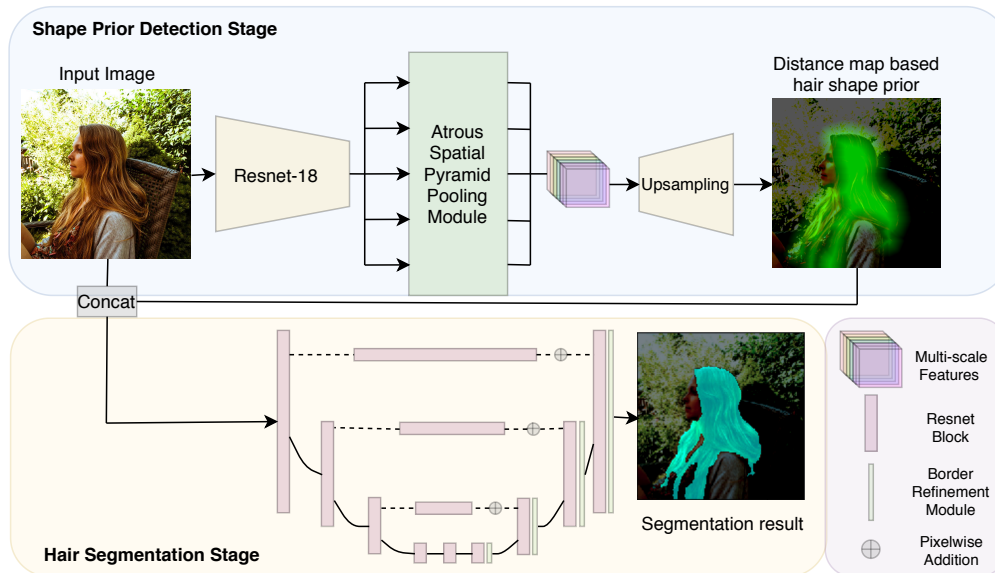 Shape Prior Detection Stage
Input Image
Resnet-18
Atrous
Spatial
Pyramid
Pooling
Module
Upsampling
Distance map based
hair shape prior
Concat
Segmentation result
Hair Segmentation Stage
Multi-scale
Features
Resnet
Block
Border
Refinement
Module
Pixelwise
Addition